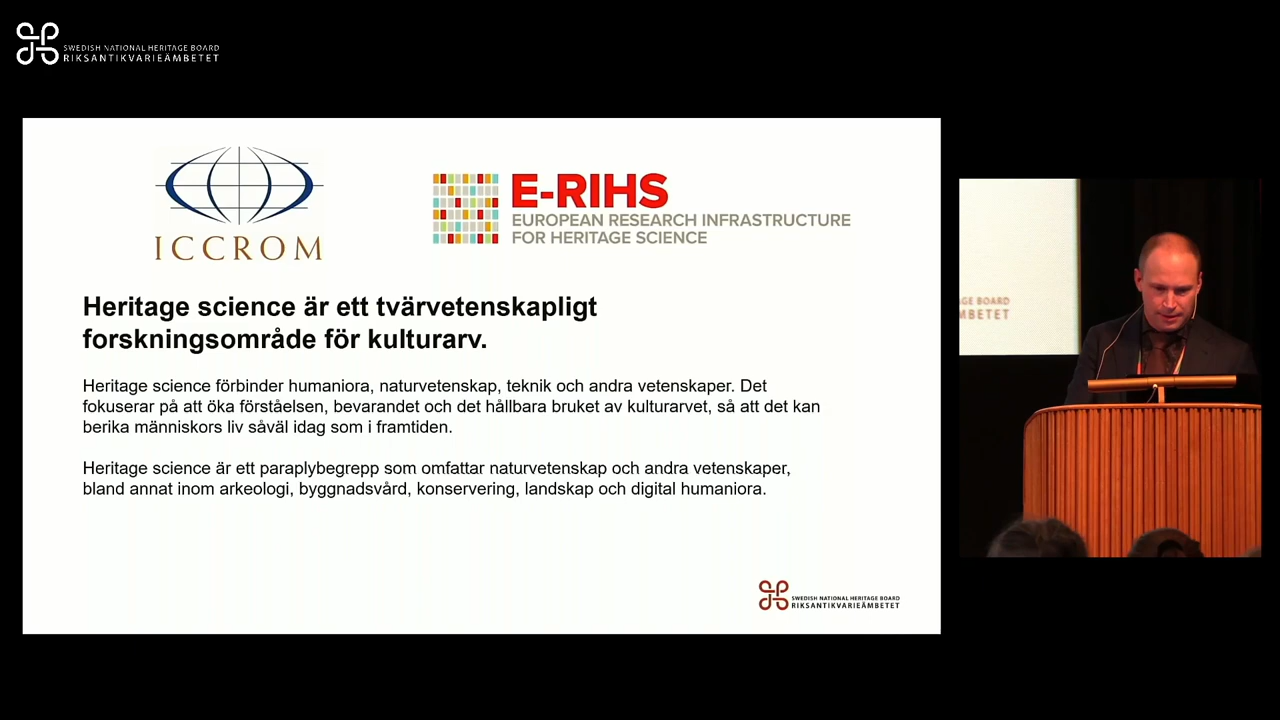 SWEDISH NATIONAL HERITAGE BOARD
RIKSANTIKVARIEÄMBETET
ICCROM
E-RIHS
EUROPEAN RESEARCH INFRASTRUCTURE
FOR HERITAGE SCIENCE
Heritage science är ett tvärvetenskapligt
forskningsområde för kulturarv.
Heritage science förbinder humaniora, naturvetenskap, teknik och andra vetenskaper. Det
fokuserar på att öka förståelsen, bevarandet och det hållbara bruket av kulturarvet, så att det kan
berika människors liv såväl idag som i framtiden.
Heritage science är ett paraplybegrepp som omfattar naturvetenskap och andra vetenskaper,
bland annat inom arkeologi, byggnadsvård, konservering, landskap och digital humaniora.
SWEDISH NATIONAL HERITAGE BOARD
RIKSANTIKVARIEÄMBETET
BOARD